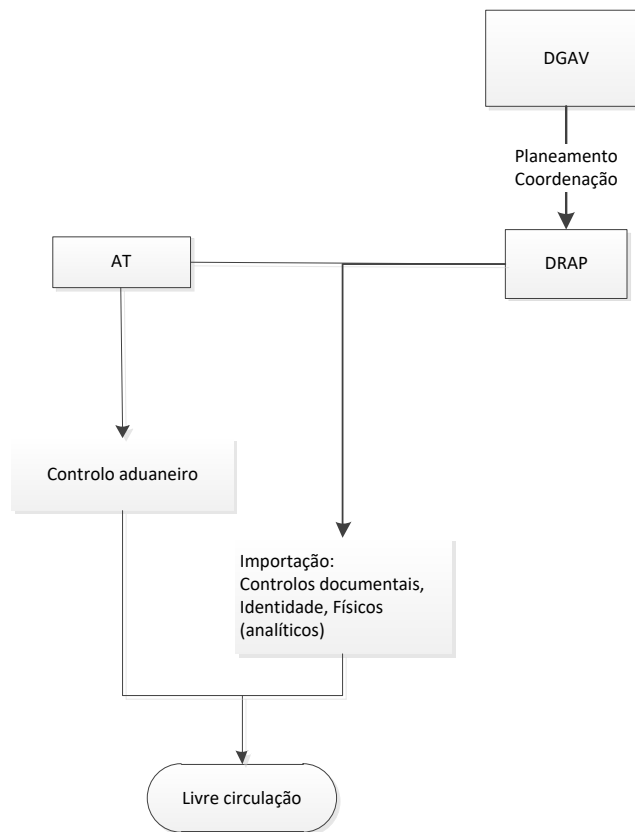 DGAV
Planeamento
Coordenação
AT
DRAP
Controlo aduaneiro
Importação:
Controlos documentais,
Identidade, Físicos
(analíticos)
Livre circulação